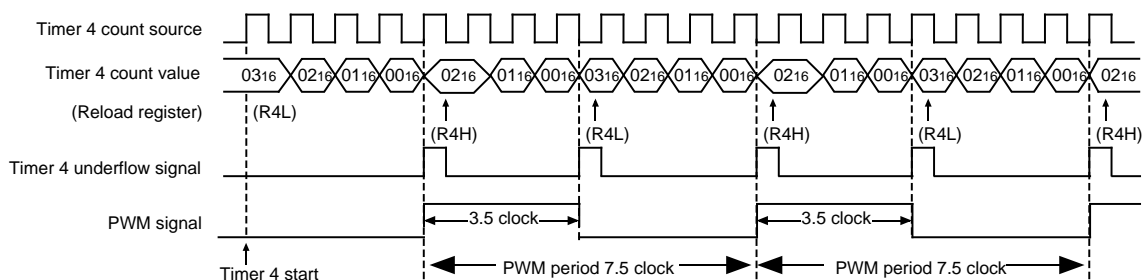 Timer 4 count source
Timer 4 count value
03₁₆ 02₁₆ 01₁₆ 00₁₆ 02₁₆ 01₁₆ 00₁₆ 03₁₆ 02₁₆ 01₁₆ 00₁₆ 02₁₆ 01₁₆ 00₁₆ 03₁₆ 02₁₆ 01₁₆ 00₁₆ 02₁₆
(Reload register) (R4L) (R4H) (R4L) (R4H) (R4L) (R4H)
Timer 4 underflow signal
PWM signal
3.5 clock 3.5 clock
Timer 4 start
PWM period 7.5 clock PWM period 7.5 clock